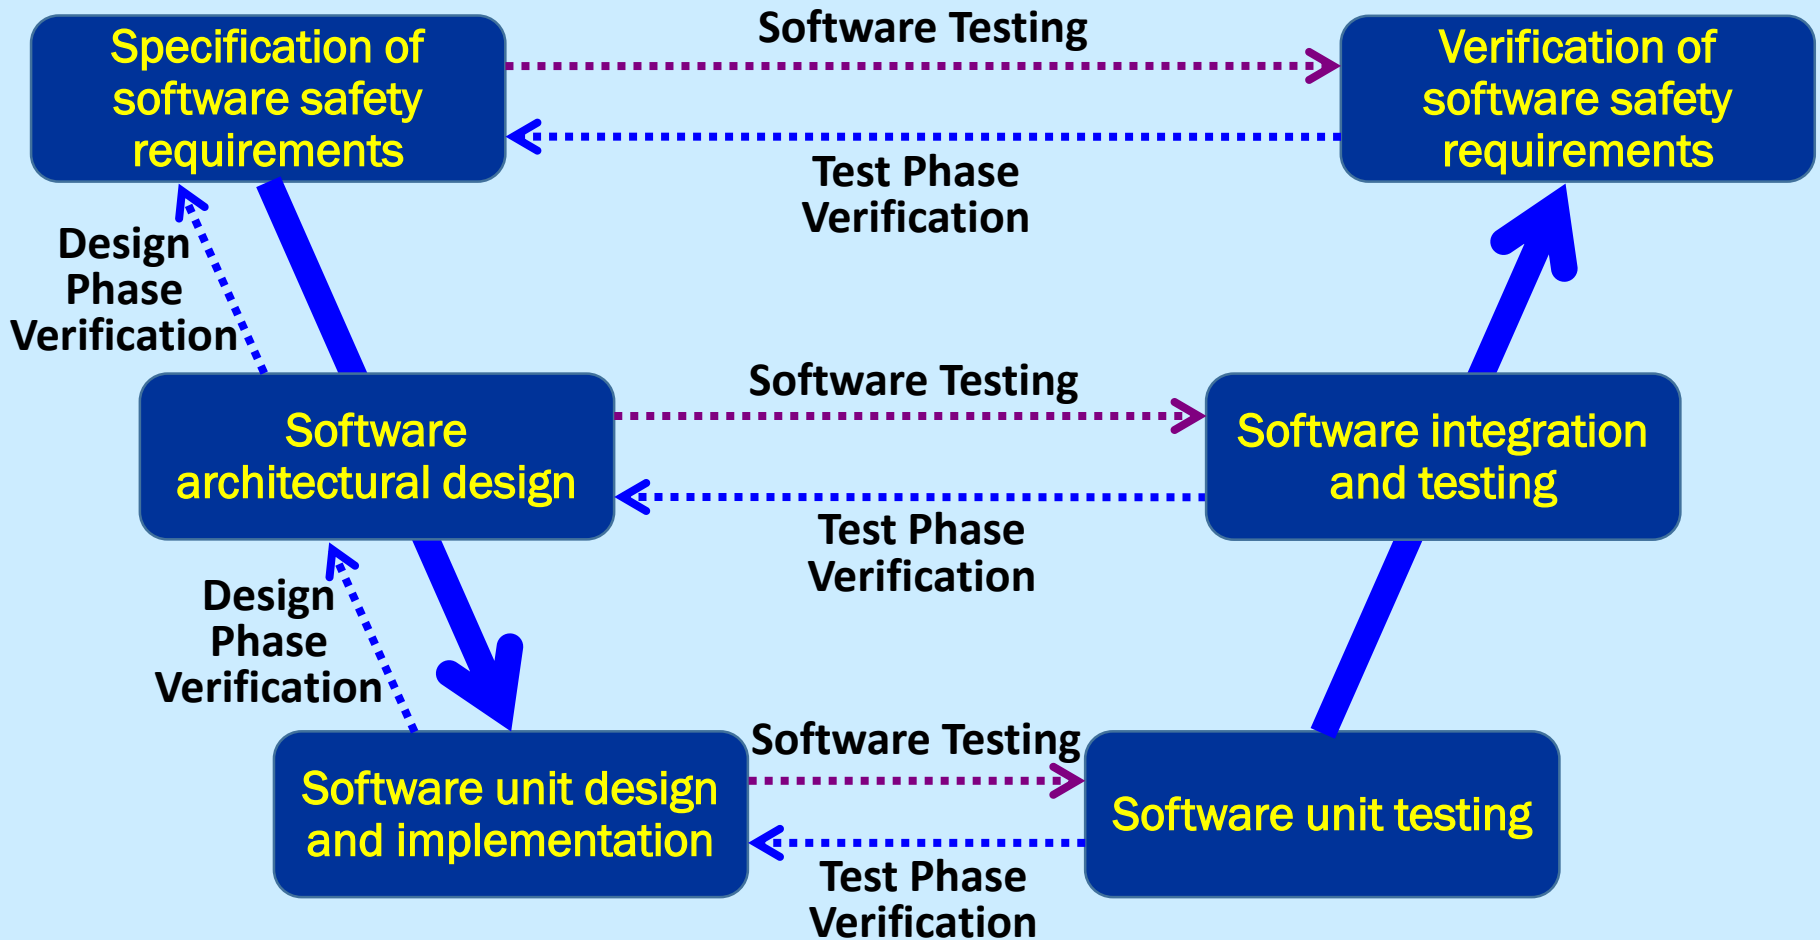 Specification of
software safety
requirements
Software Testing
Verification of
software safety
requirements
Test Phase
Verification
Design
Phase
Verification
Software
architectural design
Software Testing
Software integration
and testing
Test Phase
Verification
Design
Phase
Verification
Software unit design
and implementation
Software Testing
Software unit testing
Test Phase
Verification